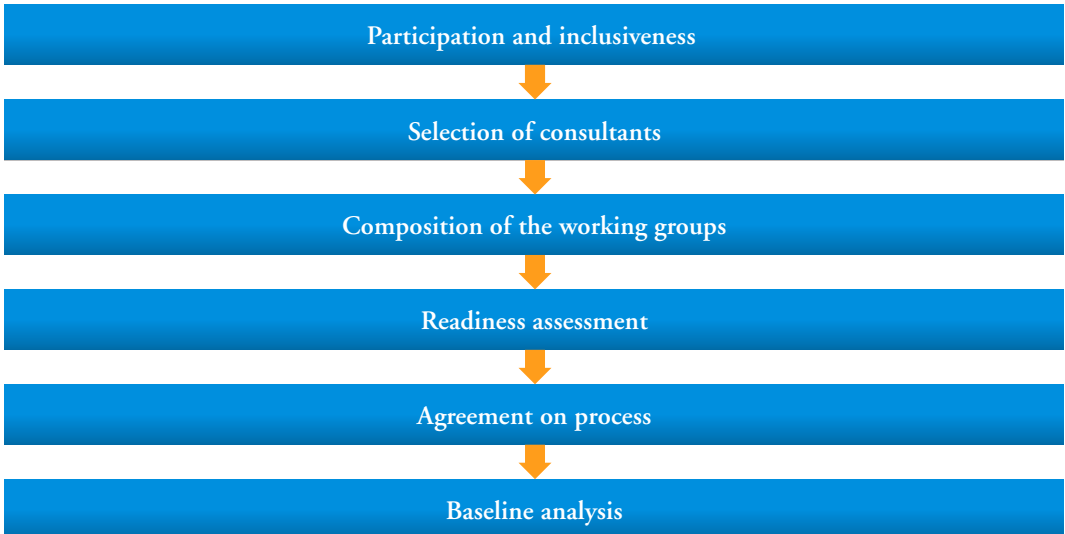 Participation and inclusiveness
Selection of consultants
Composition of the working groups
Readiness assessment
Agreement on process
Baseline analysis